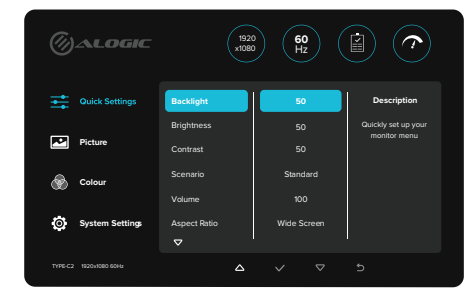 ALOGIC
1920
x1080
60
Hz
Quick Settings
Picture
Colour
System Settings
Backlight 50
Brightness 50
Contrast 50
Scenario Standard
Volume 100
Aspect Ratio Wide Screen
Description
Quickly set up your
monitor menu
TYPE-C2 1920x1080 60Hz